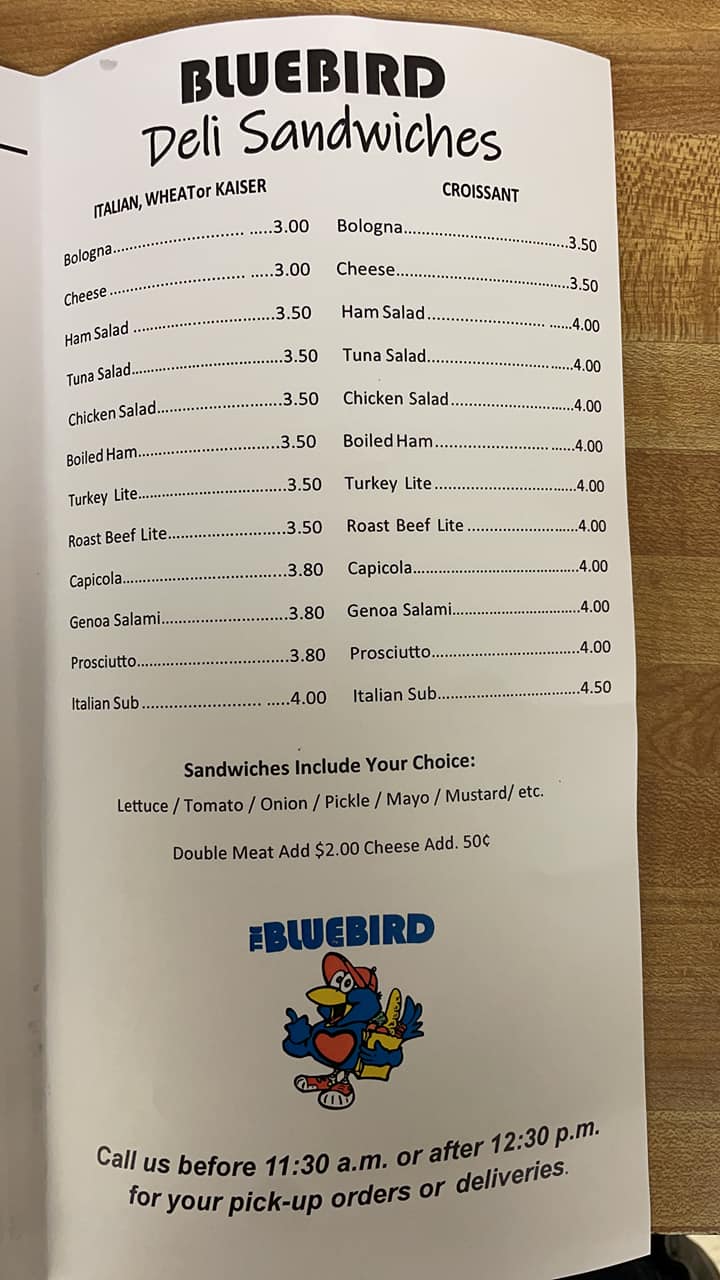 BLUEBIRD
Deli Sandwiches
ITALIAN, WHEATor KAISER
Bologna.............................. .....3.00
Cheese .............................. .....3.00
Ham Salad ..............................3.50
Tuna Salad................................3.50
Chicken Salad..........................3.50
Boiled Ham..............................3.50
Turkey Lite................................3.50
Roast Beef Lite.........................3.50
Capicola....................................3.80
Genoa Salami...........................3.80
Prosciutto.................................3.80
Italian Sub......................... .....4.00
CROISSANT
Bologna.......................................3.50
Cheese.........................................3.50
Ham Salad......................... ......4.00
Tuna Salad......................... ......4.00
Chicken Salad............................4.00
Boiled Ham........................ ......4.00
Turkey Lite.................................4.00
Roast Beef Lite ..........................4.00
Capicola.......................................4.00
Genoa Salami..............................4.00
Prosciutto...................................4.00
Italian Sub..................................4.50
Sandwiches Include Your Choice:
Lettuce / Tomato / Onion / Pickle / Mayo / Mustard/ etc.
Double Meat Add $2.00 Cheese Add. 50¢
THE BLUEBIRD
Call us before 11:30 a.m. or after 12:30 p.m.
for your pick-up orders or deliveries.